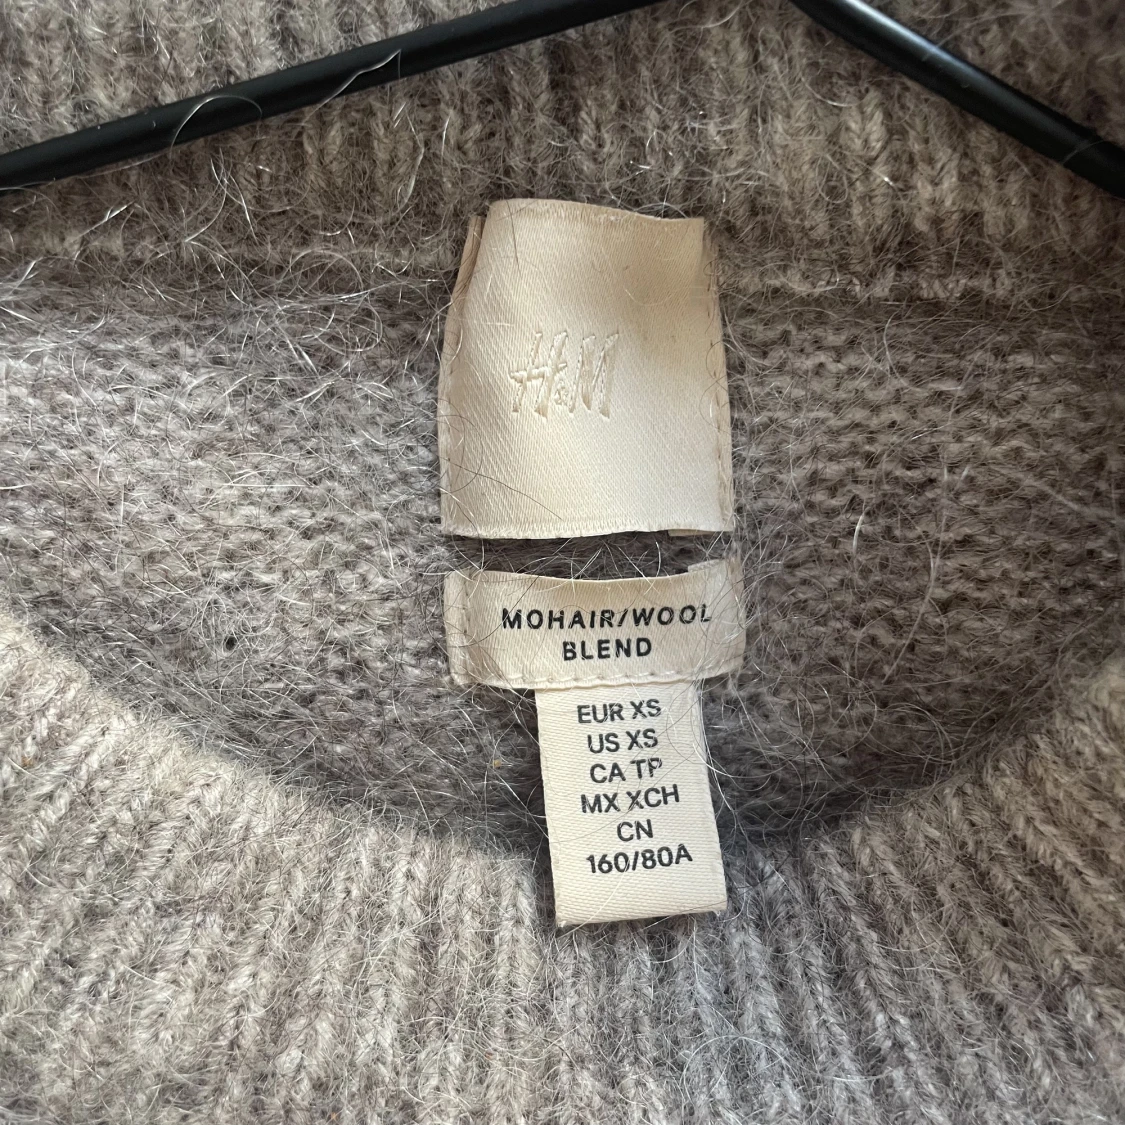 H&M
MOHAIR/WOOL
BLEND
EUR XS
US XS
CA TP
MX XCH
CN
160/80A